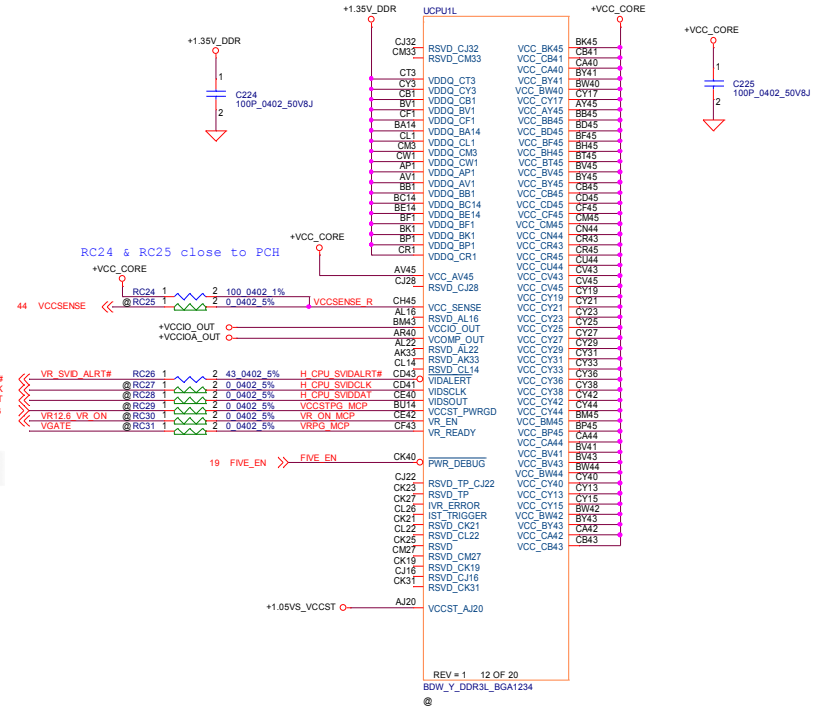 +1.35V_DDR UCPU1L +VCC_CORE
+1.35V_DDR
1
C224
100P_0402_50V8J
2
+VCC_CORE
1
C225
100P_0402_50V8J
2
CJ32 RSVD_CJ32
CM33 RSVD_CM33
CT3 VDDQ_CT3
CY3 VDDQ_CY3
CB1 VDDQ_CB1
BV1 VDDQ_BV1
CF1 VDDQ_CF1
BA14 VDDQ_BA14
CL1 VDDQ_CL1
CM3 VDDQ_CM3
CW1 VDDQ_CW1
AP1 VDDQ_AP1
AV1 VDDQ_AV1
BB1 VDDQ_BB1
BC14 VDDQ_BC14
BE14 VDDQ_BE14
BF1 VDDQ_BF1
BK1 VDDQ_BK1
BP1 VDDQ_BP1
CR1 VDDQ_CR1
+VCC_CORE
AV45 VCC_AV45
CJ28 RSVD_CJ28
RC24 & RC25 close to PCH
+VCC_CORE
RC24 1 2 100_0402_1%
44 VCCSENSE @RC25 1 2 0_0402_5% VCCSENSE_R CH45 VCC_SENSE
AL16 RSVD_AL16
+VCCIO_OUT BM43 VCCIO_OUT
+VCCIOA_OUT AR40 VCOMP_OUT
AL22 RSVD_AL22
AK33 RSVD_AK33
CL14 RSVD_CL14
VR_SVID_ALRT# RC26 1 2 43_0402_5% H_CPU_SVIDALRT# CD43 VIDALERT
@RC27 1 2 0_0402_5% H_CPU_SVIDCLK CD41 VIDSCLK
@RC28 1 2 0_0402_5% H_CPU_SVIDDAT CE40 VIDSOUT
@RC29 1 2 0_0402_5% VCCSTPG_MCP BU14 VCCST_PWRGD
VR12.6_VR_ON @RC30 1 2 0_0402_5% VR_ON_MCP CE42 VR_EN
VGATE @RC31 1 2 0_0402_5% VRPG_MCP CF43 VR_READY
19 FIVE_EN FIVE_EN CK40 PWR_DEBUG
CJ22 RSVD_TP_CJ22
CK23 RSVD_TP
CK27 IVR_ERROR
CL26 IST_TRIGGER
CK21 RSVD_CK21
CL22 RSVD_CL22
CK25 RSVD
CM27 RSVD_CM27
CK19 RSVD_CK19
CJ16 RSVD_CJ16
CK31 RSVD_CK31
+1.05VS_VCCST AJ20 VCCST_AJ20
VCC_BK45 BK45
VCC_CB41 CB41
VCC_CA40 CA40
VCC_BY41 BY41
VCC_BW40 BW40
VCC_CY17 CY17
VCC_AY45 AY45
VCC_BB45 BB45
VCC_BD45 BD45
VCC_BF45 BF45
VCC_BH45 BH45
VCC_BT45 BT45
VCC_BV45 BV45
VCC_BY45 BY45
VCC_CB45 CB45
VCC_CD45 CD45
VCC_CF45 CF45
VCC_CM45 CM45
VCC_CN44 CN44
VCC_CR43 CR43
VCC_CR45 CR45
VCC_CU44 CU44
VCC_CV43 CV43
VCC_CV45 CV45
VCC_CY19 CY19
VCC_CY21 CY21
VCC_CY23 CY23
VCC_CY25 CY25
VCC_CY27 CY27
VCC_CY29 CY29
VCC_CY31 CY31
VCC_CY33 CY33
VCC_CY36 CY36
VCC_CY38 CY38
VCC_CY42 CY42
VCC_CY44 CY44
VCC_BM45 BM45
VCC_BP45 BP45
VCC_CA44 CA44
VCC_BV41 BV41
VCC_BV43 BV43
VCC_BW44 BW44
VCC_CY40 CY40
VCC_CY13 CY13
VCC_CY15 CY15
VCC_BW42 BW42
VCC_BY43 BY43
VCC_CA42 CA42
VCC_CB43 CB43
REV = 1 12 OF 20
BDW_Y_DDR3L_BGA1234
@